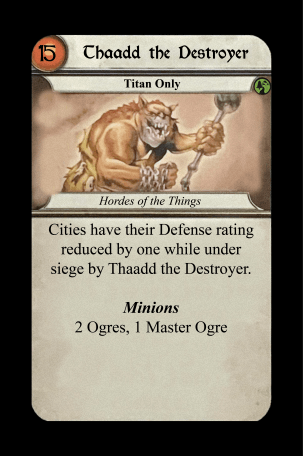 15 Thaadd the Destroyer
Titan Only
Hordes of the Things
Cities have their Defense rating
reduced by one while under
siege by Thaadd the Destroyer.
Minions
2 Ogres, 1 Master Ogre